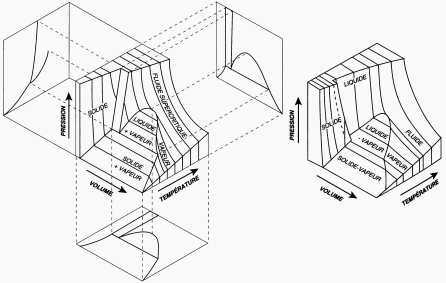 PRESSION
SOLIDE
FLUIDE SUPERCRITIQUE
LIQUIDE
+ VAPEUR
VAPEUR
SOLIDE
+ VAPEUR
VOLUME
TEMPÉRATURE
PRESSION
SOLIDE
LIQUIDE
LIQUIDE
- VAPEUR
VAPEUR
FLUIDE
SOLIDE-VAPEUR
VOLUME
TEMPÉRATURE